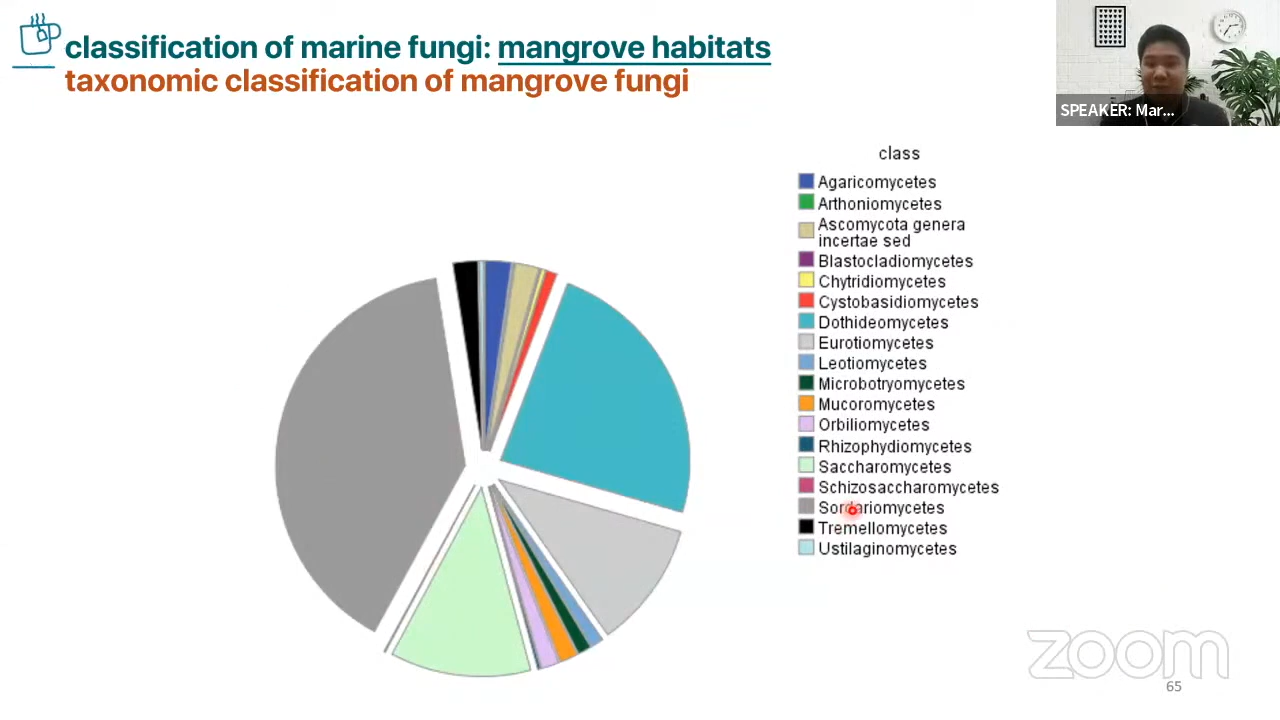 classification of marine fungi: mangrove habitats
taxonomic classification of mangrove fungi
SPEAKER: Mar...
class
Agaricomycetes
Arthoniomycetes
Ascomycota genera
incertae sed
Blastocladiomycetes
Chytridiomycetes
Cystobasidiomycetes
Dothideomycetes
Eurotiomycetes
Leotiomycetes
Microbotryomycetes
Mucoromycetes
Orbiliomycetes
Rhizophydiomycetes
Saccharomycetes
Schizosaccharomycetes
Sordariomycetes
Tremellomycetes
Ustilaginomycetes
zoom
65